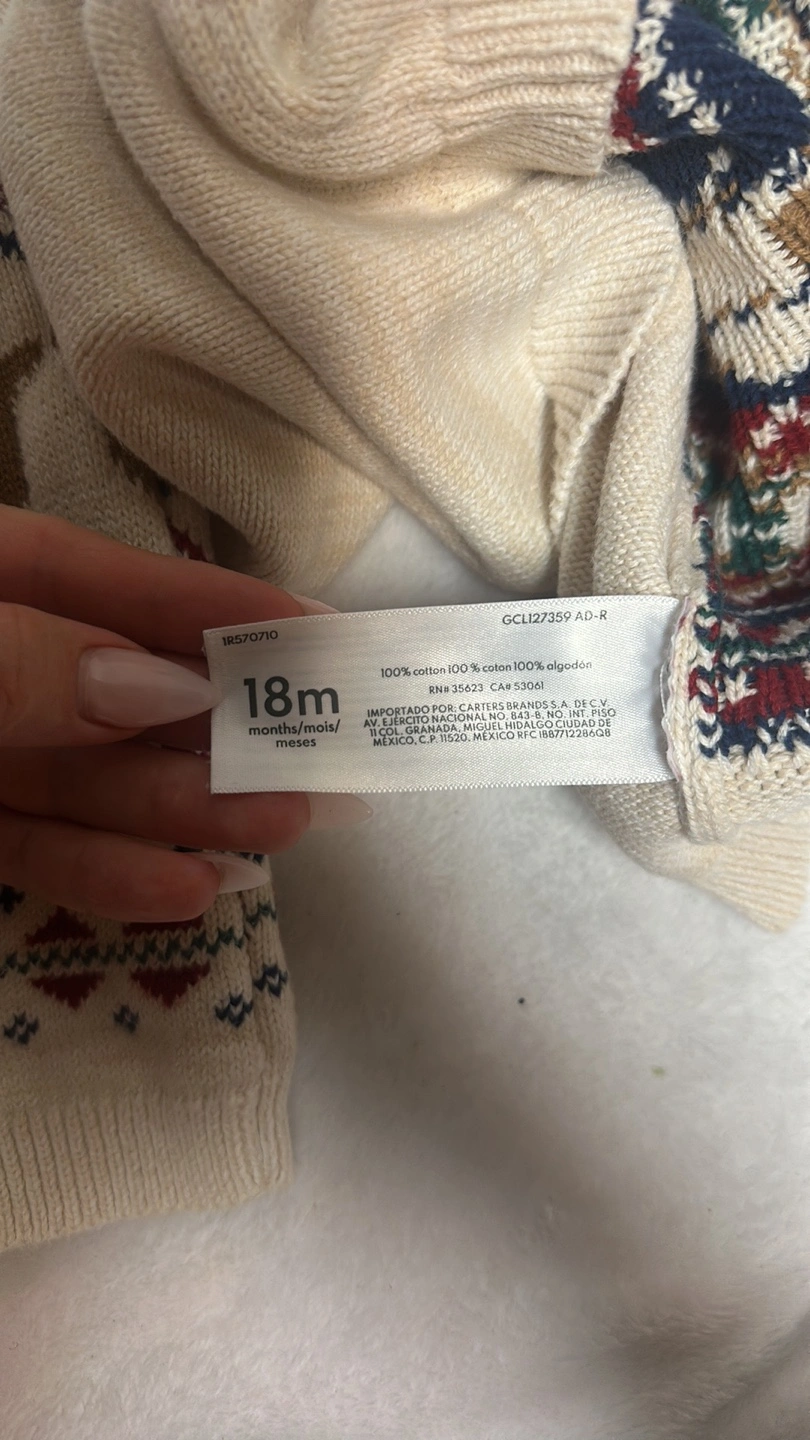 1R570710
GCL127359 AD-R
18m
months/mois/
meses
100% cotton 100 % coton 100% algodón
RN# 35623 CA# 53061
IMPORTADO POR: CARTERS BRANDS S.A. DE C.V.
AV. EJÉRCITO NACIONAL NO. 843-B, NO. INT. PISO
11 COL. GRANADA, MIGUEL HIDALGO CIUDAD DE
MÉXICO, C.P. 11520, MÉXICO RFC IBB7712286Q8